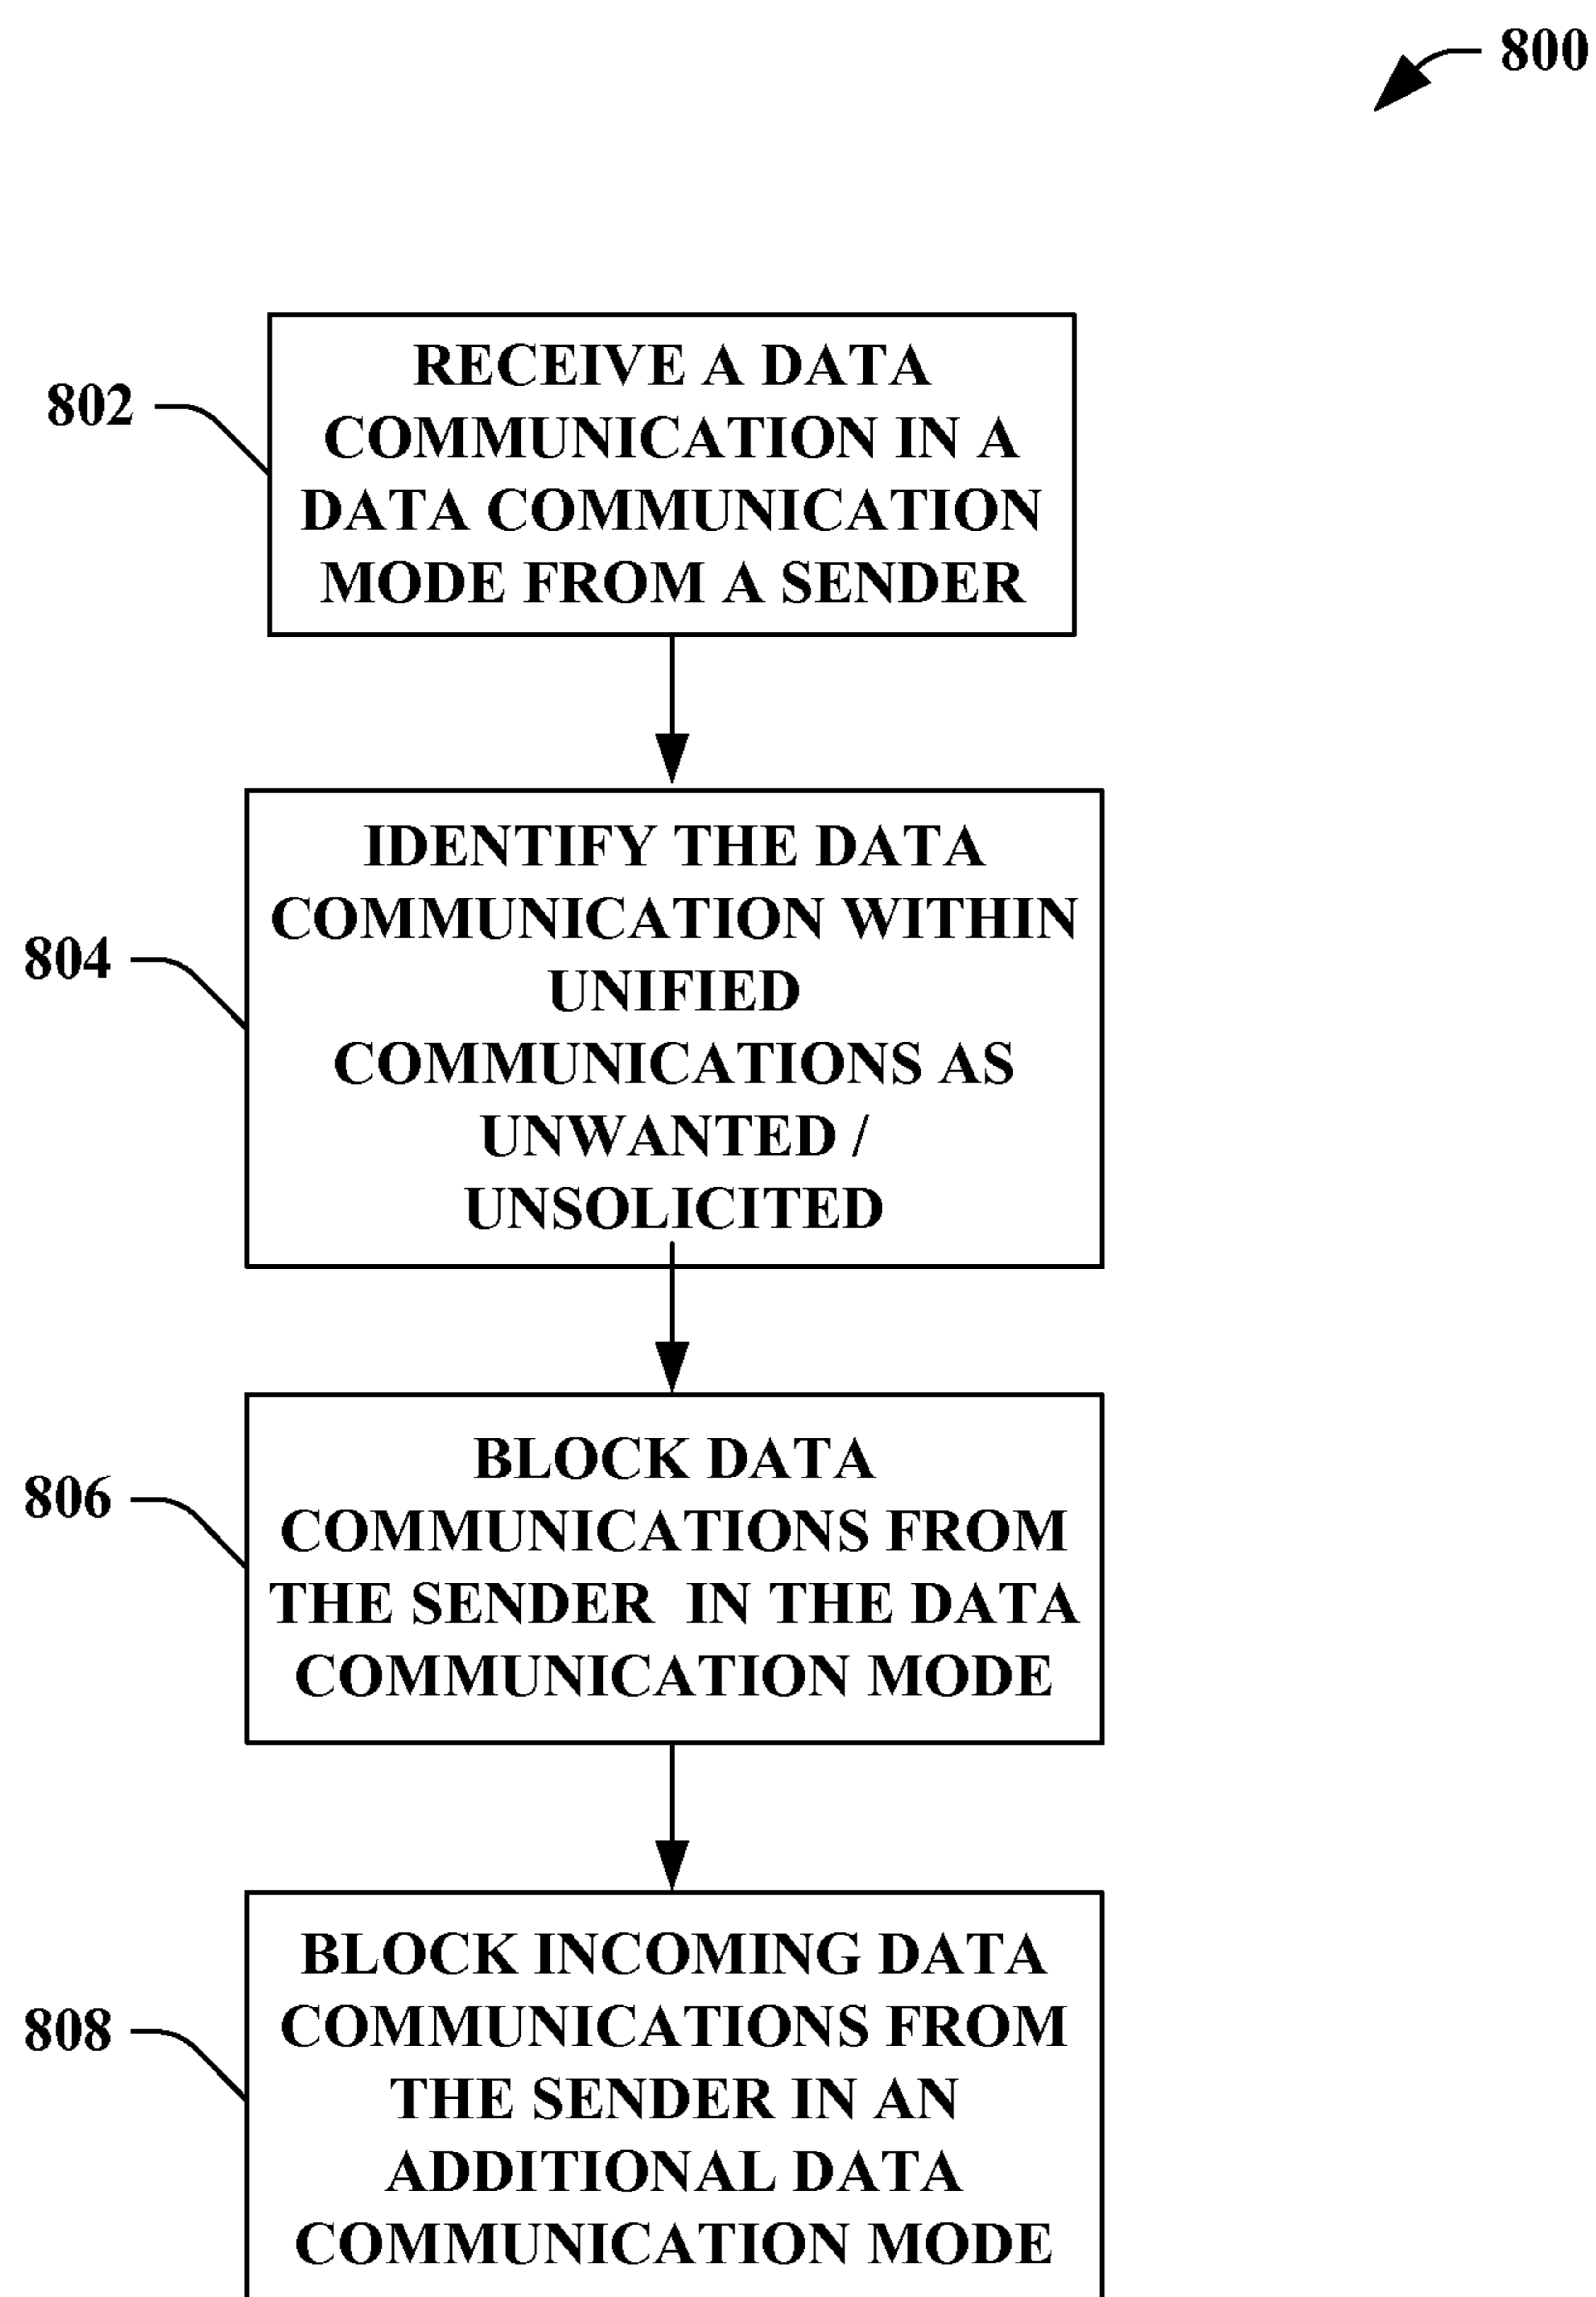 800
802
RECEIVE A DATA
COMMUNICATION IN A
DATA COMMUNICATION
MODE FROM A SENDER
804
IDENTIFY THE DATA
COMMUNICATION WITHIN
UNIFIED
COMMUNICATIONS AS
UNWANTED /
UNSOLICITED
806
BLOCK DATA
COMMUNICATIONS FROM
THE SENDER IN THE DATA
COMMUNICATION MODE
808
BLOCK INCOMING DATA
COMMUNICATIONS FROM
THE SENDER IN AN
ADDITIONAL DATA
COMMUNICATION MODE